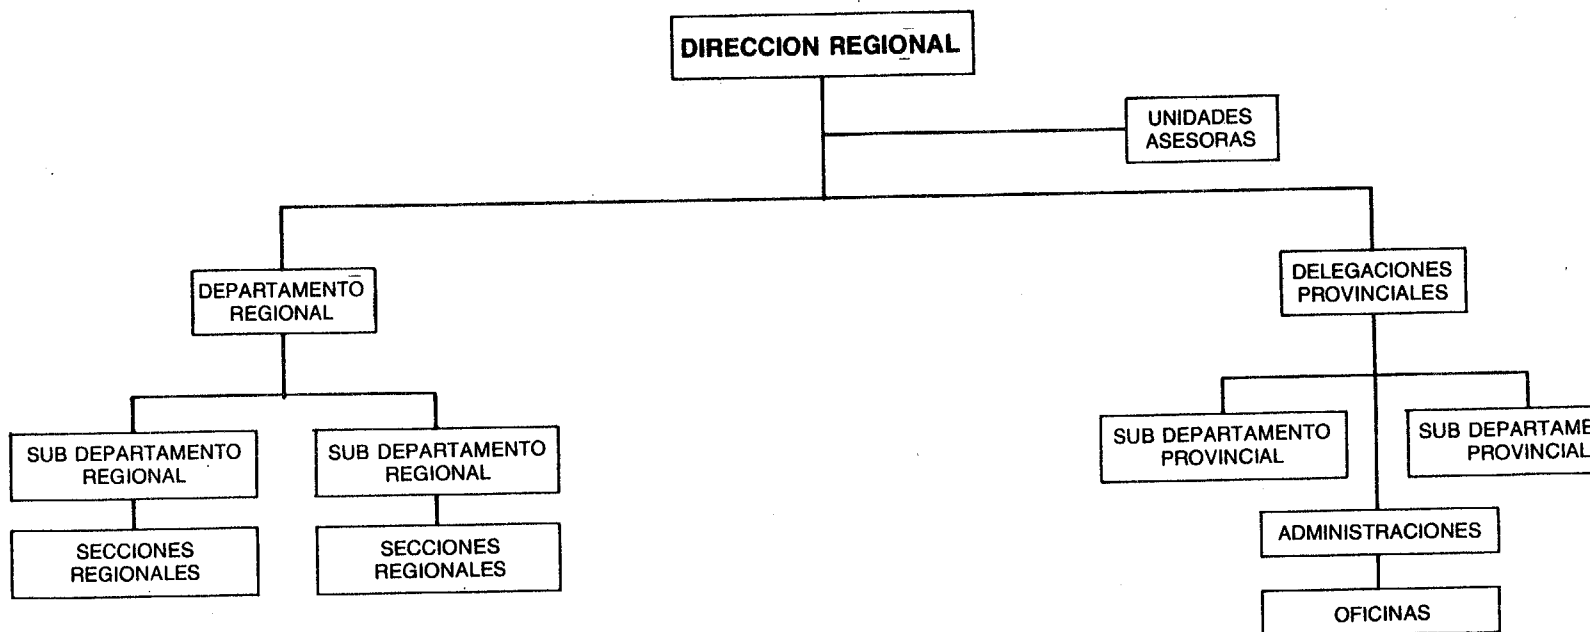 DIRECCION REGIONAL
UNIDADES
ASESORAS
DEPARTAMENTO
REGIONAL
DELEGACIONES
PROVINCIALES
SUB DEPARTAMENTO
REGIONAL
SUB DEPARTAMENTO
REGIONAL
SUB DEPARTAMENTO
PROVINCIAL
SUB DEPARTAME
PROVINCIAL
SECCIONES
REGIONALES
SECCIONES
REGIONALES
ADMINISTRACIONES
OFICINAS